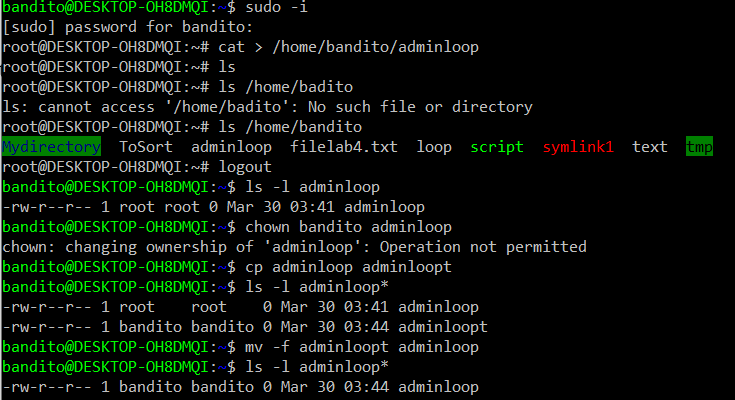 bandito@DESKTOP-OH8DMQI:~$ sudo -i
[sudo] password for bandito:
root@DESKTOP-OH8DMQI:~# cat > /home/bandito/adminloop
root@DESKTOP-OH8DMQI:~# ls
root@DESKTOP-OH8DMQI:~# ls /home/badito
ls: cannot access '/home/badito': No such file or directory
root@DESKTOP-OH8DMQI:~# ls /home/bandito
Mydirectory  ToSort  adminloop  filelab4.txt  loop  script  symlink1  text  tmp
root@DESKTOP-OH8DMQI:~# logout
bandito@DESKTOP-OH8DMQI:~$ ls -l adminloop
-rw-r--r-- 1 root root 0 Mar 30 03:41 adminloop
bandito@DESKTOP-OH8DMQI:~$ chown bandito adminloop
chown: changing ownership of 'adminloop': Operation not permitted
bandito@DESKTOP-OH8DMQI:~$ cp adminloop adminloopt
bandito@DESKTOP-OH8DMQI:~$ ls -l adminloop*
-rw-r--r-- 1 root    root    0 Mar 30 03:41 adminloop
-rw-r--r-- 1 bandito bandito 0 Mar 30 03:44 adminloopt
bandito@DESKTOP-OH8DMQI:~$ mv -f adminloopt adminloop
bandito@DESKTOP-OH8DMQI:~$ ls -l adminloop*
-rw-r--r-- 1 bandito bandito 0 Mar 30 03:44 adminloop